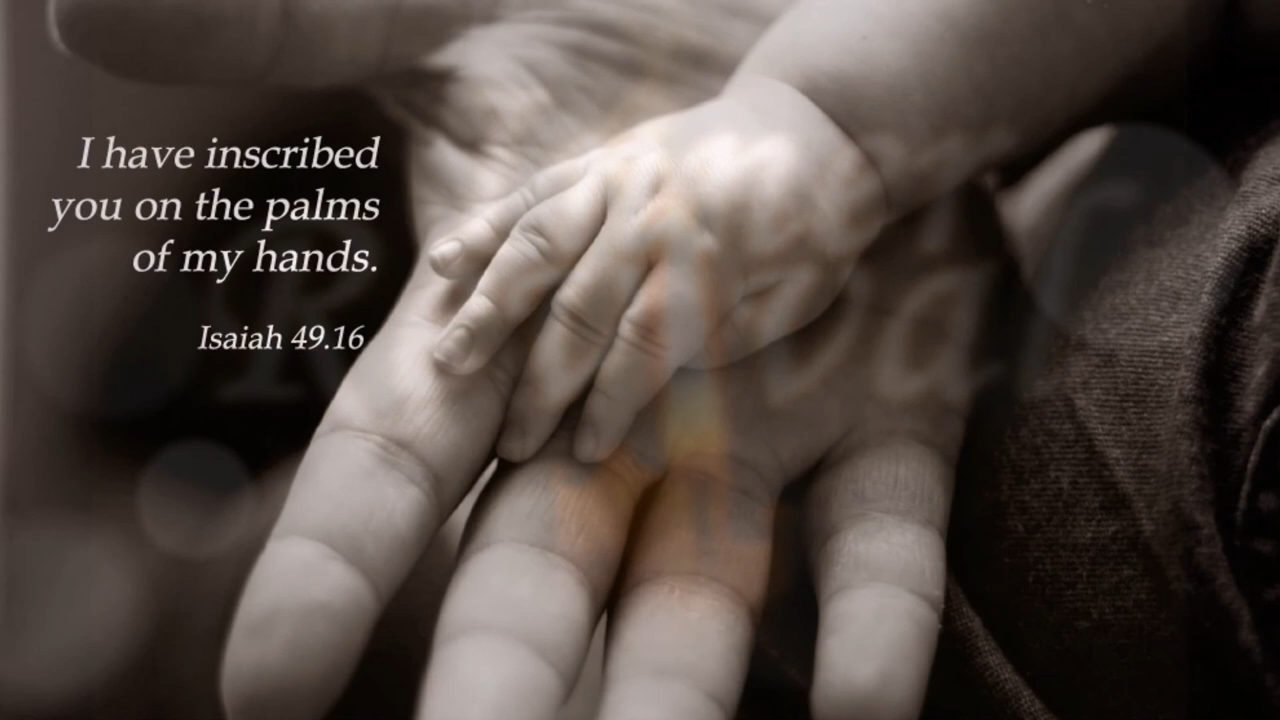 I have inscribed
you on the palms
of my hands.
Isaiah 49.16